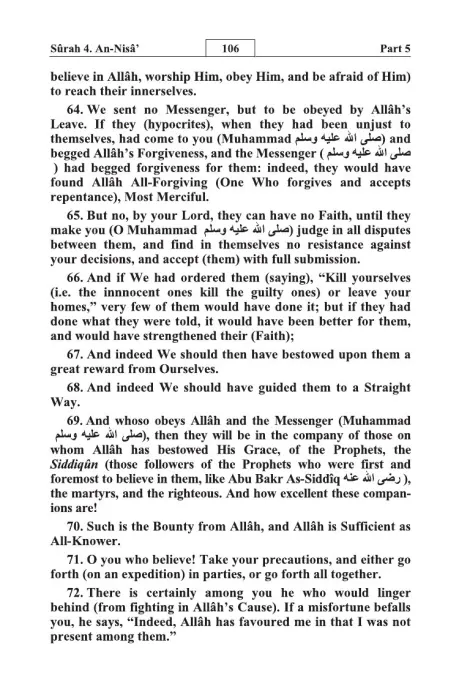 Sûrah 4. An-Nisâ’ 106 Part 5
believe in Allâh, worship Him, obey Him, and be afraid of Him)
to reach their innerselves.
64. We sent no Messenger, but to be obeyed by Allâh’s
Leave. If they (hypocrites), when they had been unjust to
themselves, had come to you (Muhammad صلى الله عليه وسلم) and
begged Allâh’s Forgiveness, and the Messenger ( صلى الله عليه وسلم
) had begged forgiveness for them: indeed, they would have
found Allâh All-Forgiving (One Who forgives and accepts
repentance), Most Merciful.
65. But no, by your Lord, they can have no Faith, until they
make you (O Muhammad صلى الله عليه وسلم) judge in all disputes
between them, and find in themselves no resistance against
your decisions, and accept (them) with full submission.
66. And if We had ordered them (saying), “Kill yourselves
(i.e. the innnocent ones kill the guilty ones) or leave your
homes,” very few of them would have done it; but if they had
done what they were told, it would have been better for them,
and would have strengthened their (Faith);
67. And indeed We should then have bestowed upon them a
great reward from Ourselves.
68. And indeed We should have guided them to a Straight
Way.
69. And whoso obeys Allâh and the Messenger (Muhammad
صلى الله عليه وسلم), then they will be in the company of those on
whom Allâh has bestowed His Grace, of the Prophets, the
Siddiqûn (those followers of the Prophets who were first and
foremost to believe in them, like Abu Bakr As-Siddîq رضى الله عنه ),
the martyrs, and the righteous. And how excellent these compan-
ions are!
70. Such is the Bounty from Allâh, and Allâh is Sufficient as
All-Knower.
71. O you who believe! Take your precautions, and either go
forth (on an expedition) in parties, or go forth all together.
72. There is certainly among you he who would linger
behind (from fighting in Allâh’s Cause). If a misfortune befalls
you, he says, “Indeed, Allâh has favoured me in that I was not
present among them.”